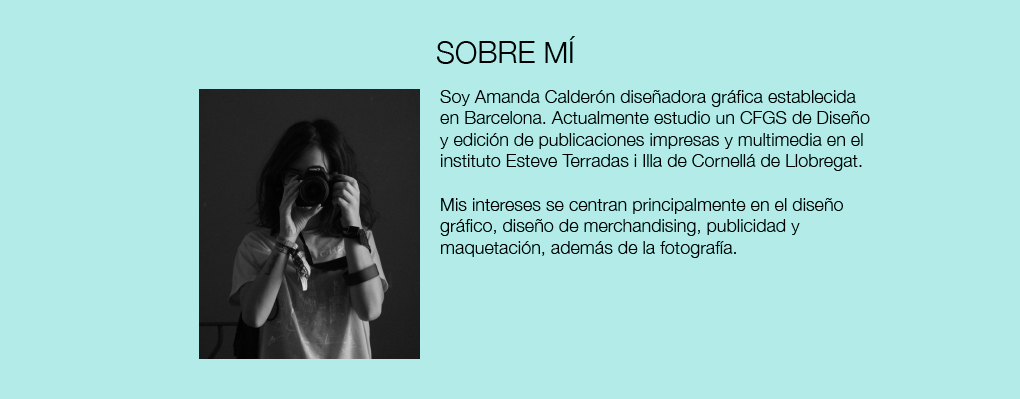 SOBRE MÍ
Soy Amanda Calderón diseñadora gráfica establecida
en Barcelona. Actualmente estudio un CFGS de Diseño
y edición de publicaciones impresas y multimedia en el
instituto Esteve Terradas i Illa de Cornellá de Llobregat.
Mis intereses se centran principalmente en el diseño
gráfico, diseño de merchandising, publicidad y
maquetación, además de la fotografía.